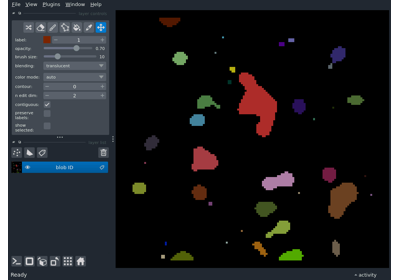 File View Plugins Window Help
label: 1
opacity: 0.70
brush size: 10
blending: translucent
color mode: auto
contour: 0
n edit dim: 2
contiguous:
preserve labels:
show selected:
blob ID
Ready
activity